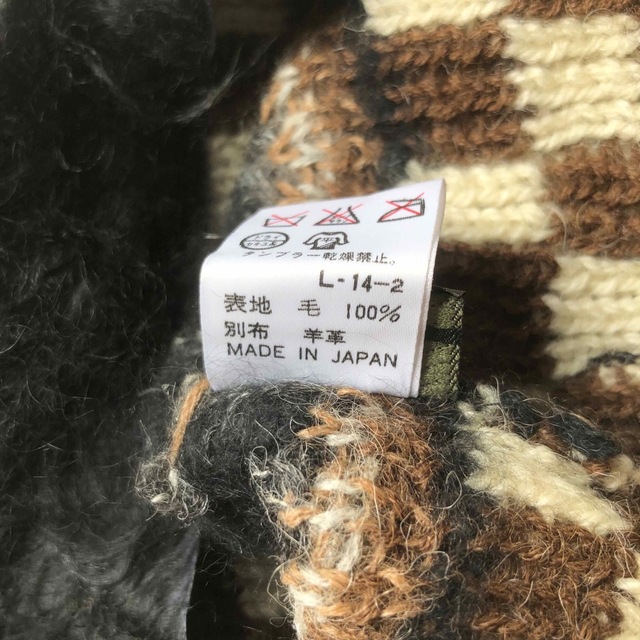 平
タンブラー乾燥禁止。
L-14-2
表地 毛 100%
別布 羊革
MADE IN JAPAN